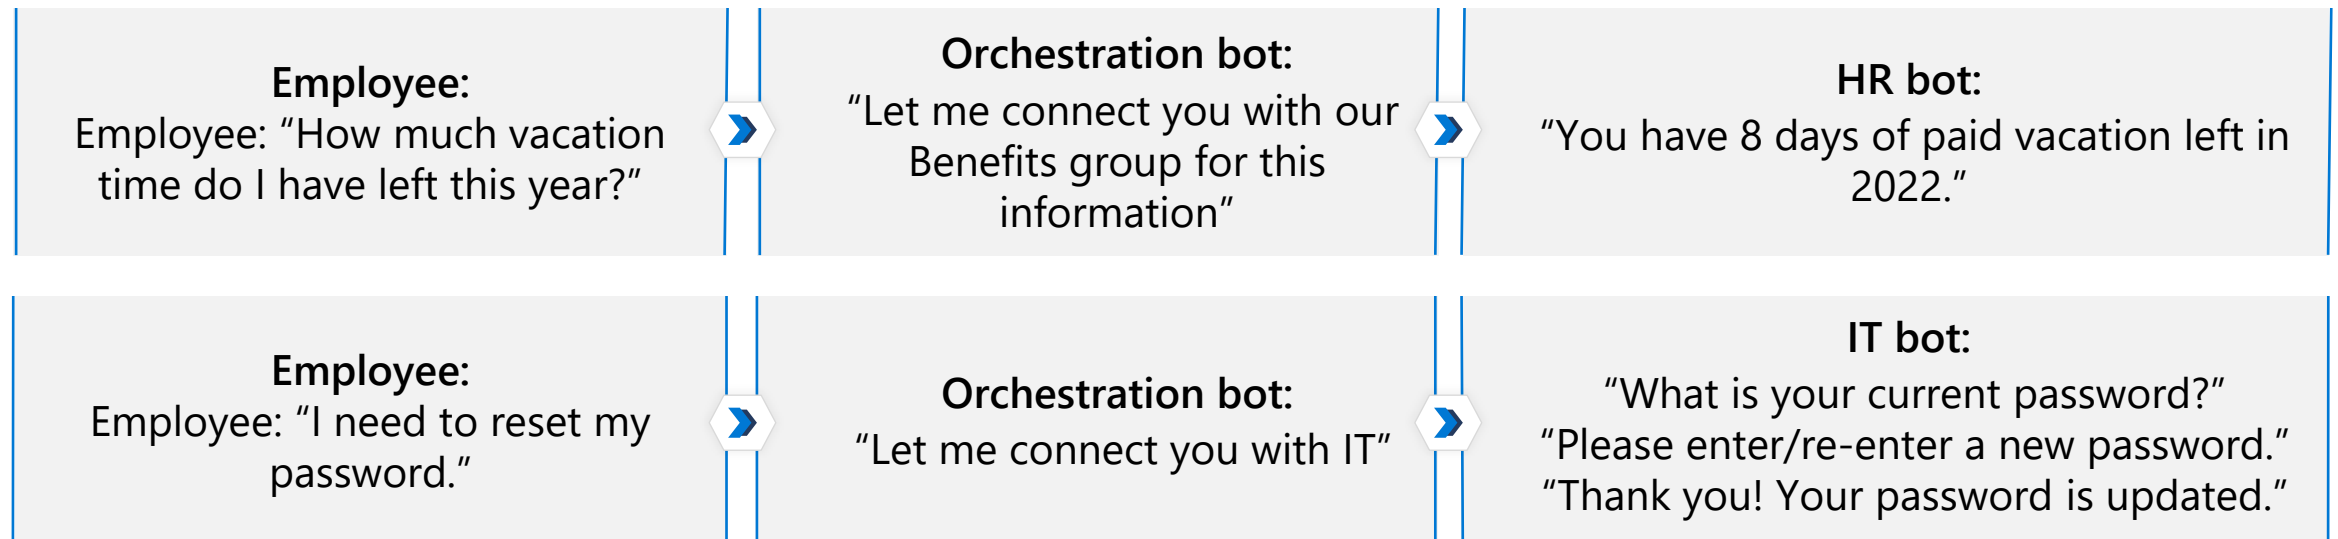 Employee:
Employee: “How much vacation
time do I have left this year?”
Orchestration bot:
“Let me connect you with our
Benefits group for this
information”
HR bot:
“You have 8 days of paid vacation left in
2022.”
Employee:
Employee: “I need to reset my
password.”
Orchestration bot:
“Let me connect you with IT”
IT bot:
“What is your current password?”
“Please enter/re-enter a new password.”
“Thank you! Your password is updated.”